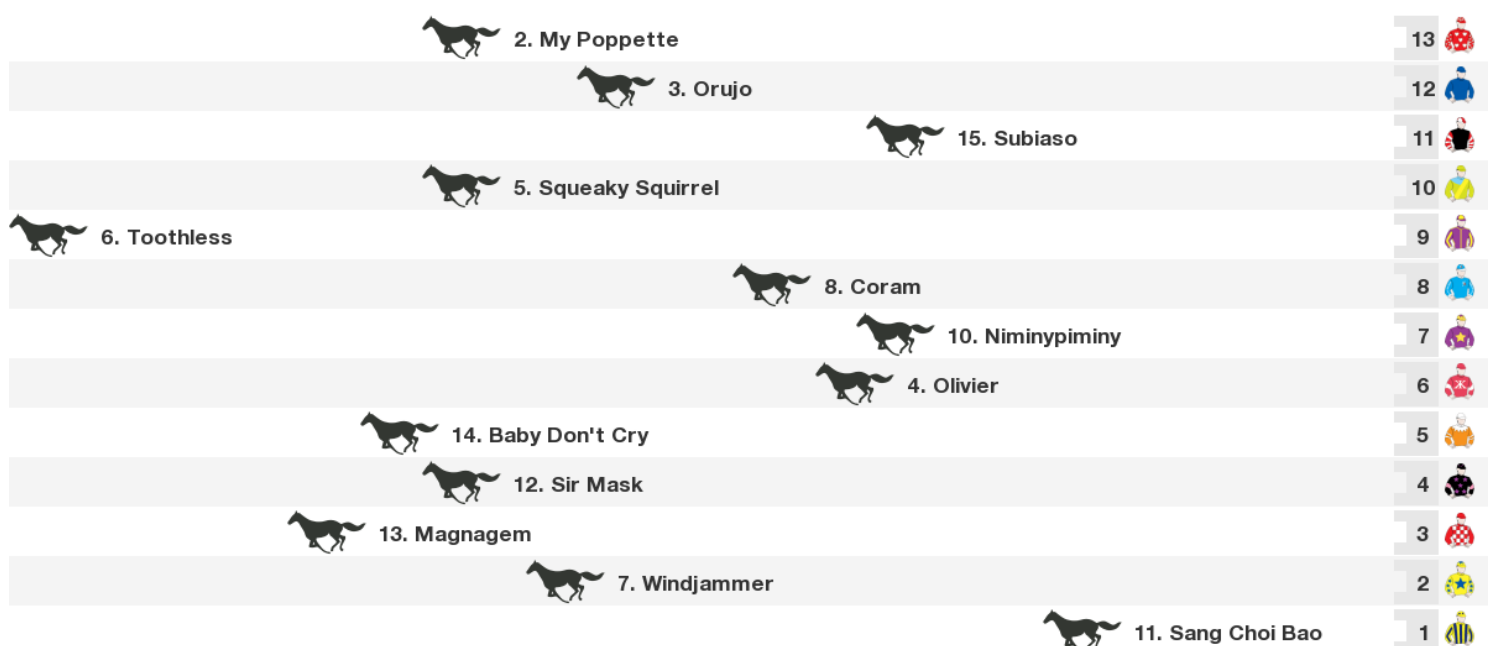 2. My Poppette 13
3. Orujo 12
15. Subiaso 11
5. Squeaky Squirrel 10
6. Toothless 9
8. Coram 8
10. Niminypiminy 7
4. Olivier 6
14. Baby Don't Cry 5
12. Sir Mask 4
13. Magnagem 3
7. Windjammer 2
11. Sang Choi Bao 1